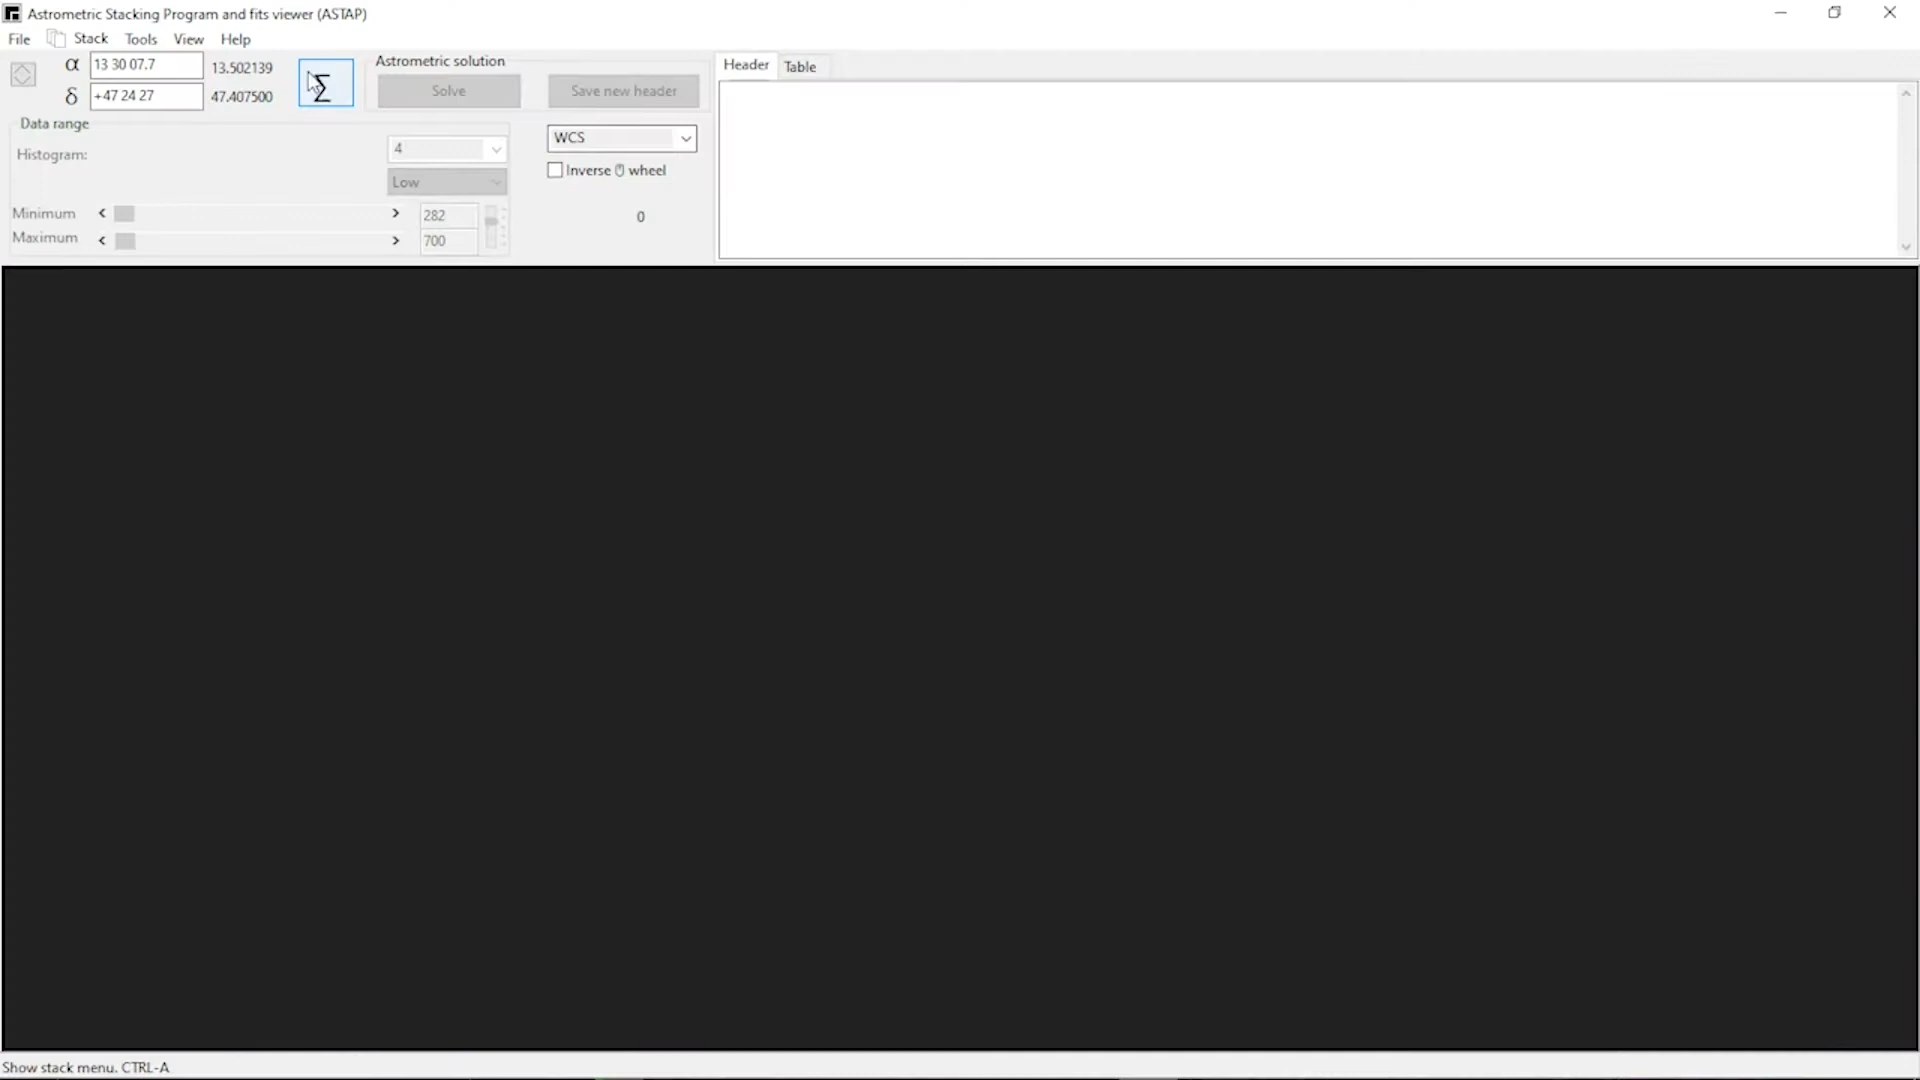 Astrometric Stacking Program and fits viewer (ASTAP)
File Stack Tools View Help
α 13 30 07.7 13.502139
δ +47 24 27 47.407500
Σ
Astrometric solution
Solve Save new header
Header Table
Data range
Histogram:
4
Low
WCS
Inverse wheel
Minimum < > 282
Maximum < > 700
0
Show stack menu. CTRL-A